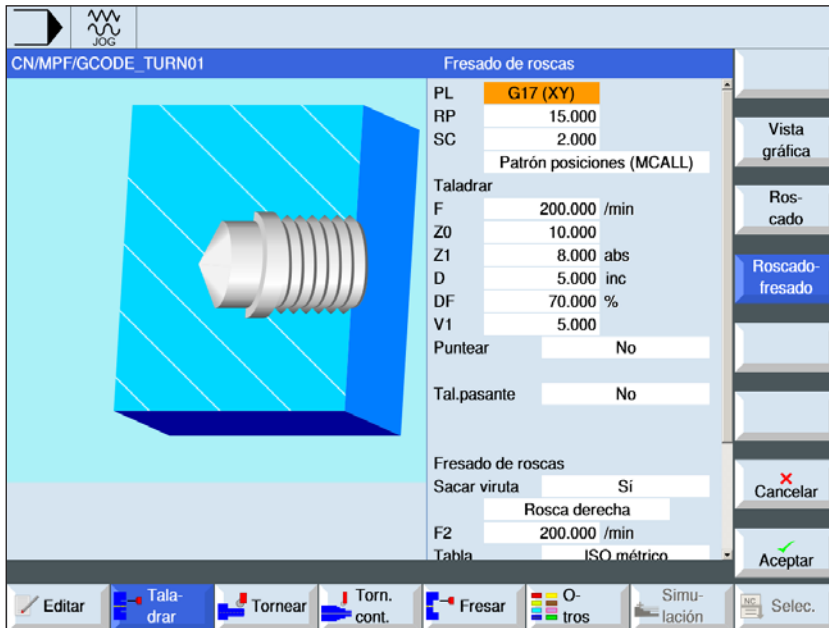 JOG
CN/MPF/GCODE_TURN01
Fresado de roscas
PL G17 (XY)
RP 15.000
SC 2.000
Patrón posiciones (MCALL)
Taladrar
F 200.000 /min
Z0 10.000
Z1 8.000 abs
D 5.000 inc
DF 70.000 %
V1 5.000
Puntear No
Tal.pasante No
Fresado de roscas
Sacar viruta Sí
Rosca derecha
F2 200.000 /min
Tabla ISO métrico
Vista
gráfica
Ros-
cado
Roscado-
fresado
Cancelar
Aceptar
Editar
Tala-
drar
Tornear
Torn.
cont.
Fresar
O-
tros
Simu-
lación
NC
Selec.